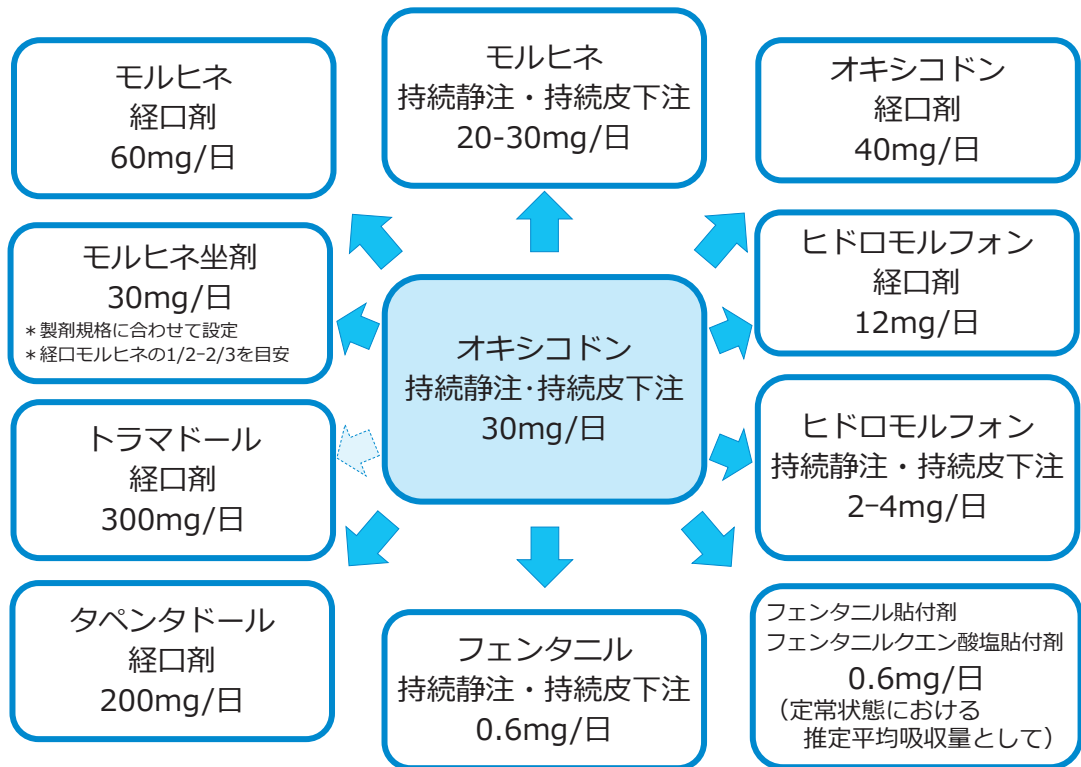 モルヒネ
経口剤
60mg/日
モルヒネ
持続静注・持続皮下注
20-30mg/日
オキシコドン
経口剤
40mg/日
モルヒネ坐剤
30mg/日
＊製剤規格に合わせて設定
＊経口モルヒネの1/2–2/3を目安
オキシコドン
持続静注･持続皮下注
30mg/日
ヒドロモルフォン
経口剤
12mg/日
トラマドール
経口剤
300mg/日
ヒドロモルフォン
持続静注・持続皮下注
2–4mg/日
タペンタドール
経口剤
200mg/日
フェンタニル
持続静注・持続皮下注
0.6mg/日
フェンタニル貼付剤
フェンタニルクエン酸塩貼付剤
0.6mg/日
（定常状態における
推定平均吸収量として）